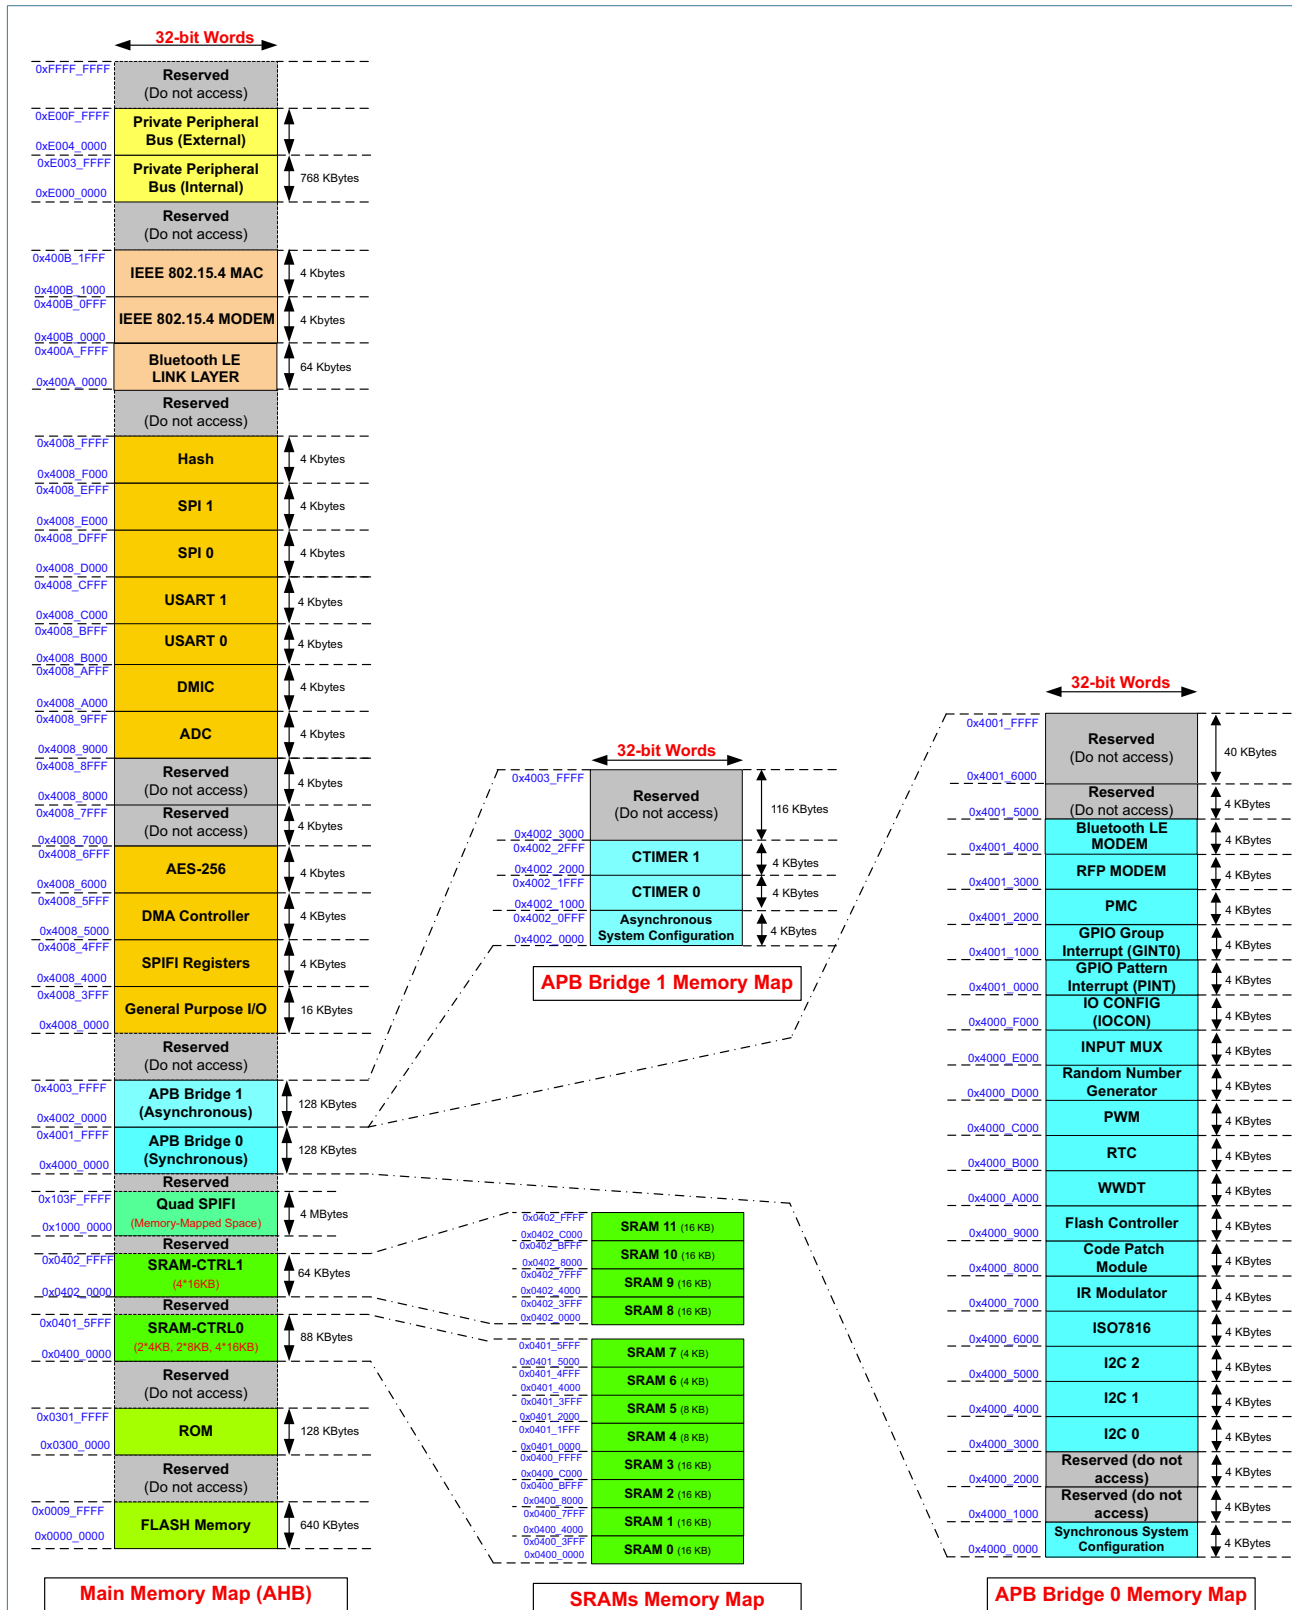 32-bit Words
0xFFFF_FFFF
Reserved
(Do not access)
0xE00F_FFFF
Private Peripheral
Bus (External)
0xE004_0000
0xE003_FFFF
Private Peripheral
Bus (Internal)
768 KBytes
0xE000_0000
Reserved
(Do not access)
0x400B_1FFF
IEEE 802.15.4 MAC
4 Kbytes
0x400B_1000
0x400B_0FFF
IEEE 802.15.4 MODEM
4 Kbytes
0x400B_0000
0x400A_FFFF
Bluetooth LE
LINK LAYER
64 Kbytes
0x400A_0000
Reserved
(Do not access)
0x4008_FFFF
Hash
4 Kbytes
0x4008_F000
0x4008_EFFF
SPI 1
4 Kbytes
0x4008_E000
0x4008_DFFF
SPI 0
4 Kbytes
0x4008_D000
0x4008_CFFF
USART 1
4 Kbytes
0x4008_C000
0x4008_BFFF
USART 0
4 Kbytes
0x4008_B000
0x4008_AFFF
DMIC
4 Kbytes
0x4008_A000
0x4008_9FFF
ADC
4 Kbytes
0x4008_9000
0x4008_8FFF
Reserved
(Do not access)
4 Kbytes
0x4008_8000
0x4008_7FFF
Reserved
(Do not access)
4 Kbytes
0x4008_7000
0x4008_6FFF
AES-256
4 Kbytes
0x4008_6000
0x4008_5FFF
DMA Controller
4 KBytes
0x4008_5000
0x4008_4FFF
SPIFI Registers
4 KBytes
0x4008_4000
0x4008_3FFF
General Purpose I/O
16 KBytes
0x4008_0000
Reserved
(Do not access)
0x4003_FFFF
APB Bridge 1
(Asynchronous)
128 KBytes
0x4002_0000
0x4001_FFFF
APB Bridge 0
(Synchronous)
128 KBytes
0x4000_0000
Reserved
0x103F_FFFF
Quad SPIFI
(Memory-Mapped Space)
4 MBytes
0x1000_0000
Reserved
0x0402_FFFF
SRAM-CTRL1
(4*16KB)
64 KBytes
0x0402_0000
Reserved
0x0401_5FFF
SRAM-CTRL0
(2*4KB, 2*8KB, 4*16KB)
88 KBytes
0x0400_0000
Reserved
(Do not access)
0x0301_FFFF
ROM
128 KBytes
0x0300_0000
Reserved
(Do not access)
0x0009_FFFF
FLASH Memory
640 KBytes
0x0000_0000
Main Memory Map (AHB)
32-bit Words
0x4003_FFFF
Reserved
(Do not access)
116 KBytes
0x4002_3000
0x4002_2FFF
CTIMER 1
4 KBytes
0x4002_2000
0x4002_1FFF
CTIMER 0
4 KBytes
0x4002_1000
0x4002_0FFF
Asynchronous
System Configuration
4 KBytes
0x4002_0000
APB Bridge 1 Memory Map
0x0402_FFFF
SRAM 11 (16 KB)
0x0402_C000
0x0402_BFFF
SRAM 10 (16 KB)
0x0402_8000
0x0402_7FFF
SRAM 9 (16 KB)
0x0402_4000
0x0402_3FFF
SRAM 8 (16 KB)
0x0402_0000
0x0401_5FFF
SRAM 7 (4 KB)
0x0401_5000
0x0401_4FFF
SRAM 6 (4 KB)
0x0401_4000
0x0401_3FFF
SRAM 5 (8 KB)
0x0401_2000
0x0401_1FFF
SRAM 4 (8 KB)
0x0401_0000
0x0400_FFFF
SRAM 3 (16 KB)
0x0400_C000
0x0400_BFFF
SRAM 2 (16 KB)
0x0400_8000
0x0400_7FFF
SRAM 1 (16 KB)
0x0400_4000
0x0400_3FFF
SRAM 0 (16 KB)
0x0400_0000
SRAMs Memory Map
32-bit Words
0x4001_FFFF
Reserved
(Do not access)
40 KBytes
0x4001_6000
Reserved
(Do not access)
4 KBytes
0x4001_5000
Bluetooth LE
MODEM
4 KBytes
0x4001_4000
RFP MODEM
4 KBytes
0x4001_3000
PMC
4 KBytes
0x4001_2000
GPIO Group
Interrupt (GINT0)
4 KBytes
0x4001_1000
GPIO Pattern
Interrupt (PINT)
4 KBytes
0x4001_0000
IO CONFIG
(IOCON)
4 KBytes
0x4000_F000
INPUT MUX
4 KBytes
0x4000_E000
Random Number
Generator
4 KBytes
0x4000_D000
PWM
4 KBytes
0x4000_C000
RTC
4 KBytes
0x4000_B000
WWDT
4 KBytes
0x4000_A000
Flash Controller
4 KBytes
0x4000_9000
Code Patch
Module
4 KBytes
0x4000_8000
IR Modulator
4 KBytes
0x4000_7000
ISO7816
4 KBytes
0x4000_6000
I2C 2
4 KBytes
0x4000_5000
I2C 1
4 KBytes
0x4000_4000
I2C 0
4 KBytes
0x4000_3000
Reserved (do not
access)
4 KBytes
0x4000_2000
Reserved (do not
access)
4 KBytes
0x4000_1000
Synchronous System
Configuration
4 KBytes
0x4000_0000
APB Bridge 0 Memory Map